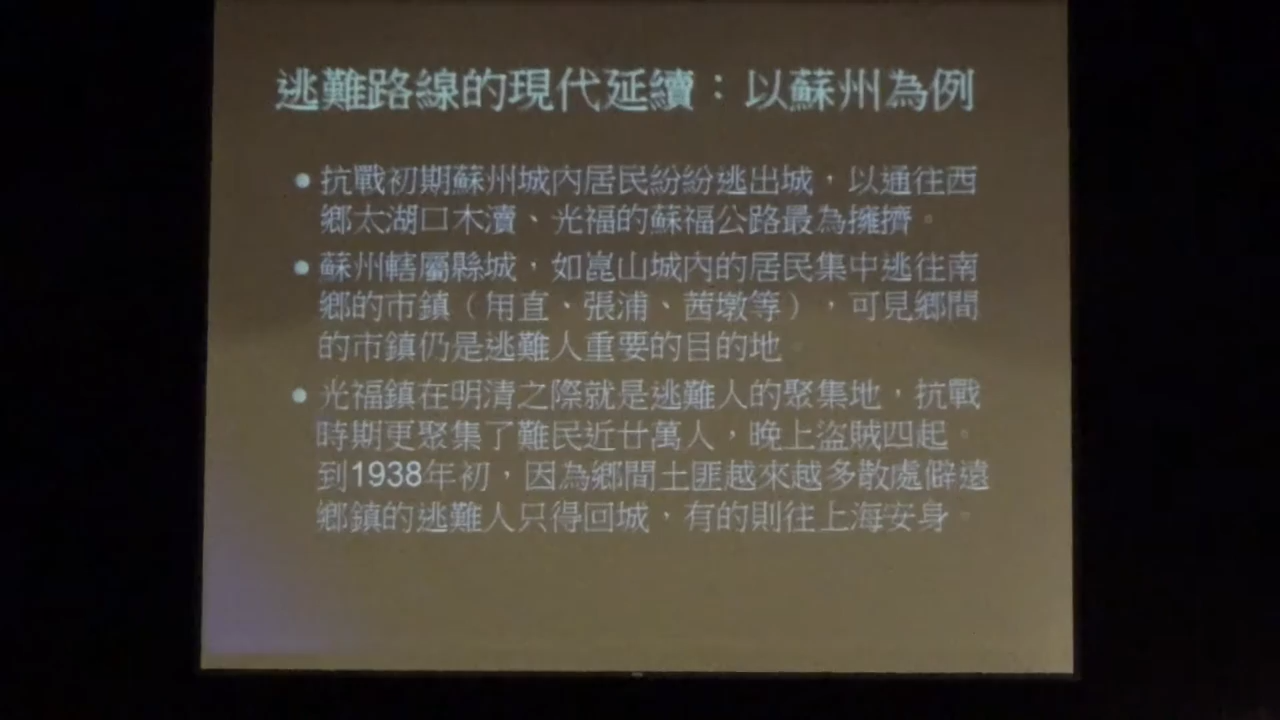 逃難路線的現代延續：以蘇州為例
• 抗戰初期蘇州城內居民紛紛逃出城，以通往西
鄉太湖口木瀆、光福的蘇福公路最為擁擠。
• 蘇州轄屬縣城，如崑山城內的居民集中逃往南
鄉的市鎮（用直、張浦、茜墩等），可見鄉間
的市鎮仍是逃難人重要的目的地
• 光福鎮在明清之際就是逃難人的聚集地，抗戰
時期更聚集了難民近廿萬人，晚上盜賊四起。
到1938年初，因為鄉間土匪越來越多散處僻遠
鄉鎮的逃難人只得回城，有的則往上海安身。